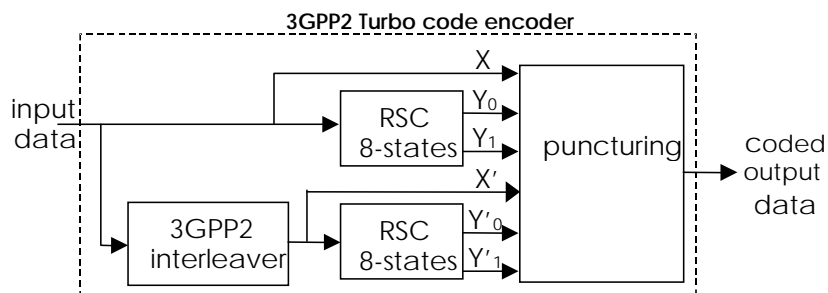 3GPP2 Turbo code encoder
input
data
X
Y0
Y1
RSC
8-states
puncturing
coded
output
data
X'
3GPP2
interleaver
RSC
8-states
Y'0
Y'1